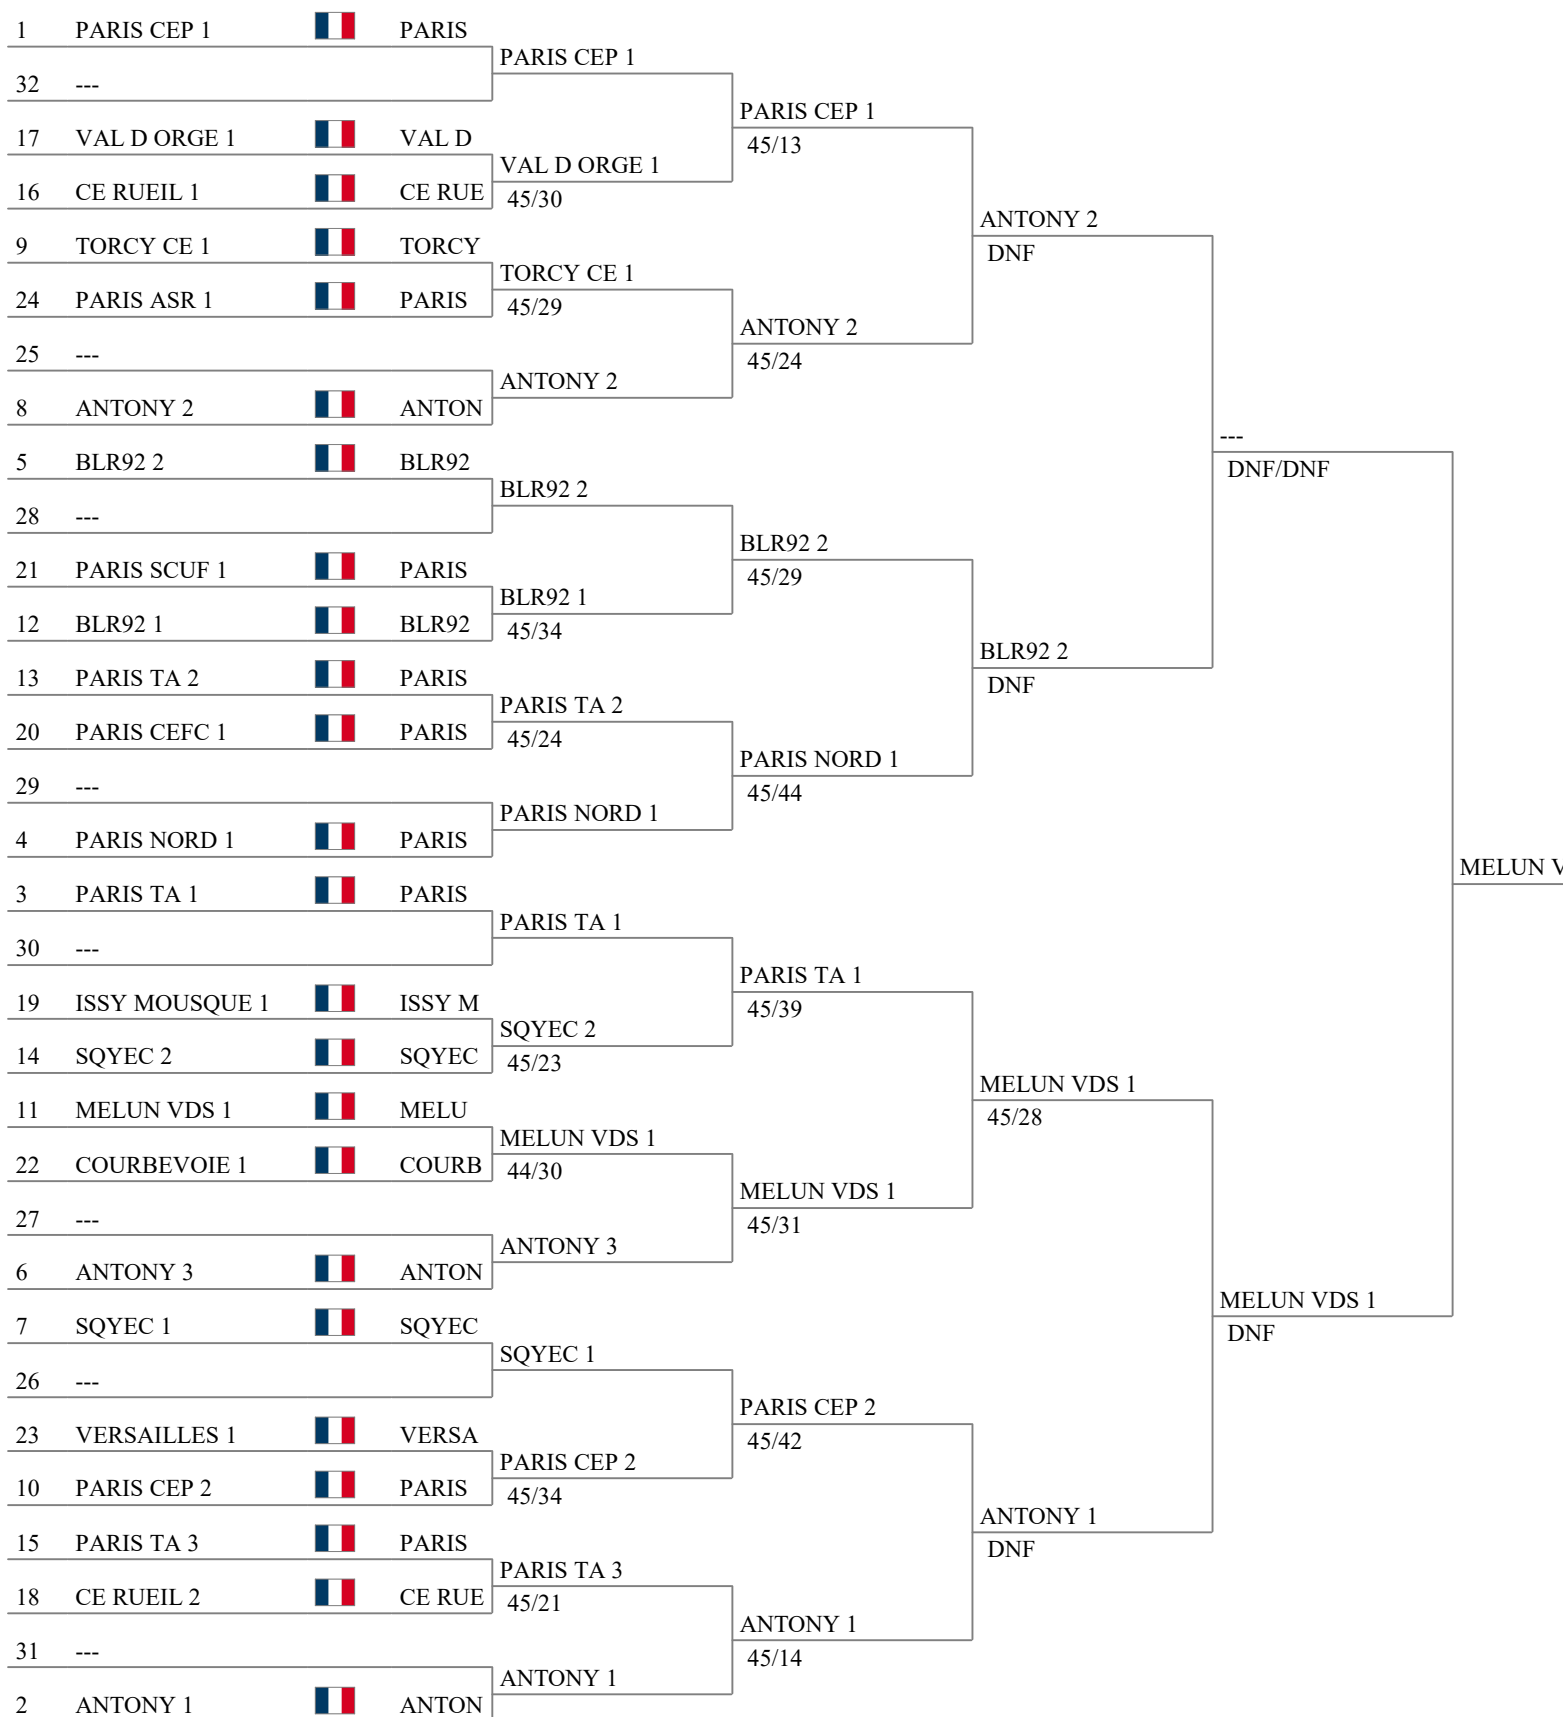 1 PARIS CEP 1 PARIS
PARIS CEP 1
32 ---
PARIS CEP 1
45/13
17 VAL D ORGE 1 VAL D
VAL D ORGE 1
45/30
16 CE RUEIL 1 CE RUE
ANTONY 2
DNF
9 TORCY CE 1 TORCY
TORCY CE 1
45/29
24 PARIS ASR 1 PARIS
ANTONY 2
45/24
25 ---
ANTONY 2
8 ANTONY 2 ANTON
---
DNF/DNF
5 BLR92 2 BLR92
BLR92 2
28 ---
BLR92 2
45/29
21 PARIS SCUF 1 PARIS
BLR92 1
45/34
12 BLR92 1 BLR92
BLR92 2
DNF
13 PARIS TA 2 PARIS
PARIS TA 2
45/24
20 PARIS CEFC 1 PARIS
PARIS NORD 1
45/44
29 ---
PARIS NORD 1
4 PARIS NORD 1 PARIS
MELUN V
3 PARIS TA 1 PARIS
PARIS TA 1
30 ---
PARIS TA 1
45/39
19 ISSY MOUSQUE 1 ISSY M
SQYEC 2
45/23
14 SQYEC 2 SQYEC
MELUN VDS 1
45/28
11 MELUN VDS 1 MELU
MELUN VDS 1
44/30
22 COURBEVOIE 1 COURB
MELUN VDS 1
45/31
27 ---
ANTONY 3
6 ANTONY 3 ANTON
MELUN VDS 1
DNF
7 SQYEC 1 SQYEC
SQYEC 1
26 ---
PARIS CEP 2
45/42
23 VERSAILLES 1 VERSA
PARIS CEP 2
45/34
10 PARIS CEP 2 PARIS
ANTONY 1
DNF
15 PARIS TA 3 PARIS
PARIS TA 3
45/21
18 CE RUEIL 2 CE RUE
ANTONY 1
45/14
31 ---
ANTONY 1
2 ANTONY 1 ANTON